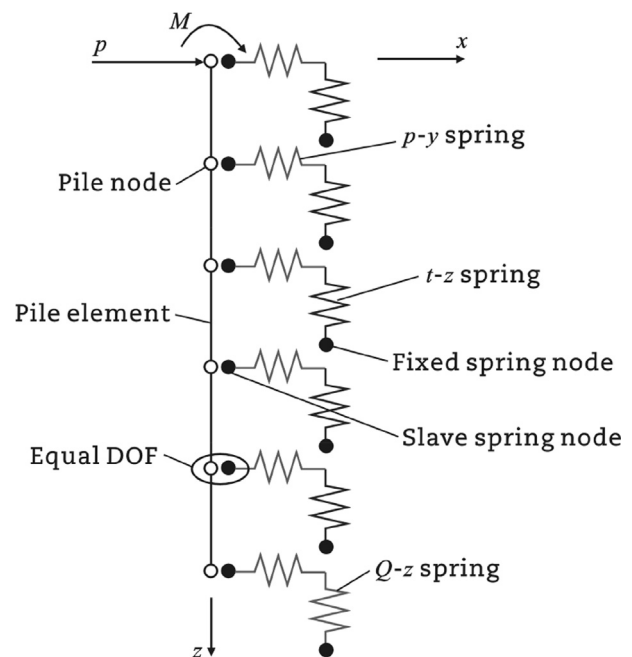 M
p
x
p-y spring
Pile node
t-z spring
Pile element
Fixed spring node
Slave spring node
Equal DOF
Q-z spring
z